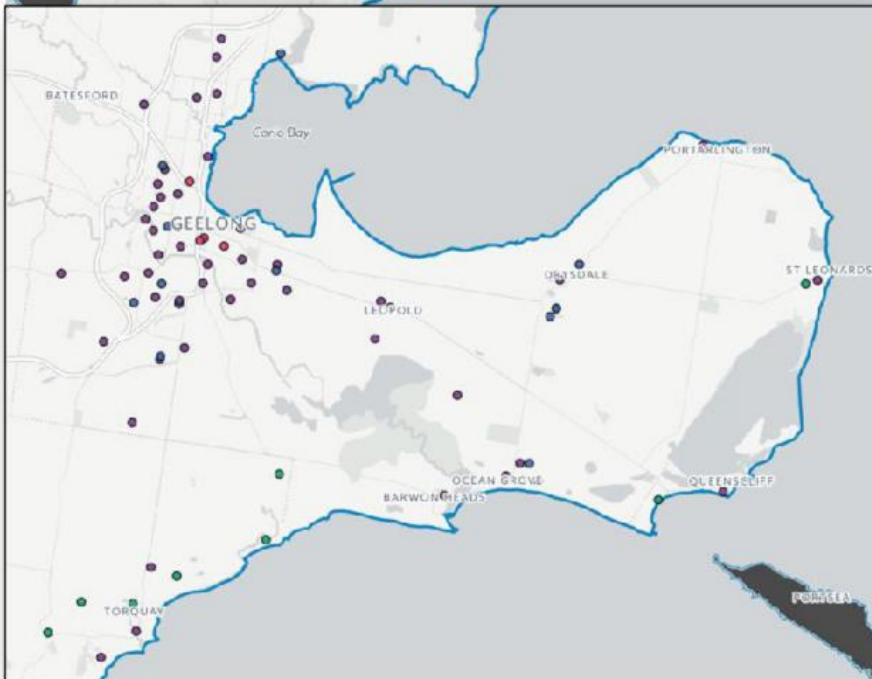 BATESFORD
Corio Bay
PORTARLINGTON
GEELONG
DRYSDALE
ST LEONARDS
LEOPOLD
OCEAN GROVE
QUEENSCLIFF
BARWON HEADS
PORTSEA
TORQUAY